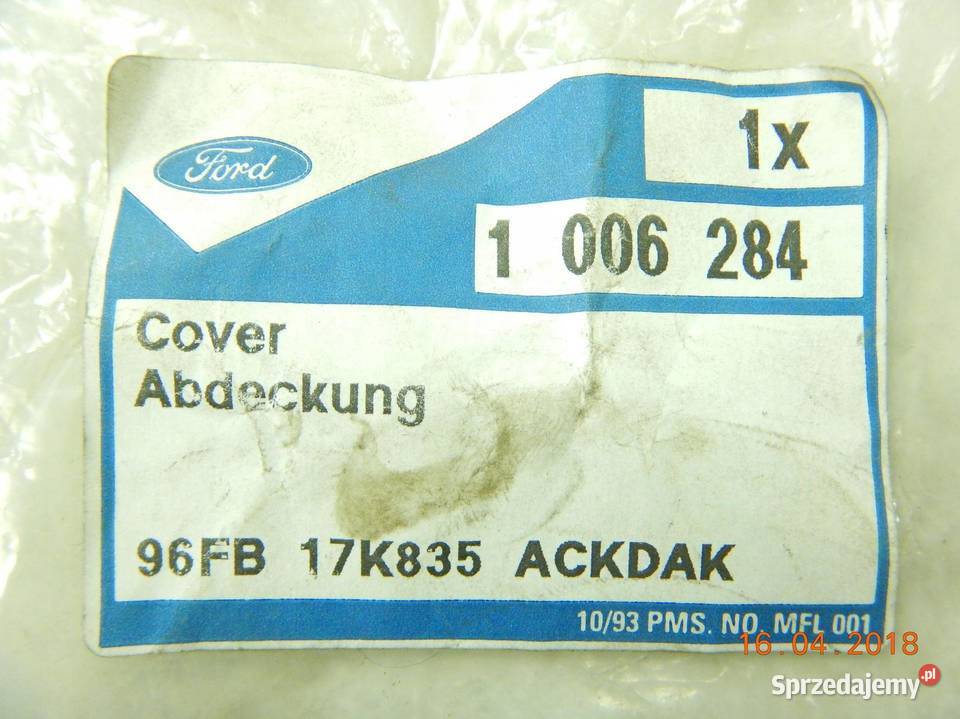 Ford
1x
1 006 284
Cover
Abdeckung
96FB 17K835 ACKDAK
10/93 PMS. NO. MFL 001
16.04.2018
Sprzedajemy.pl